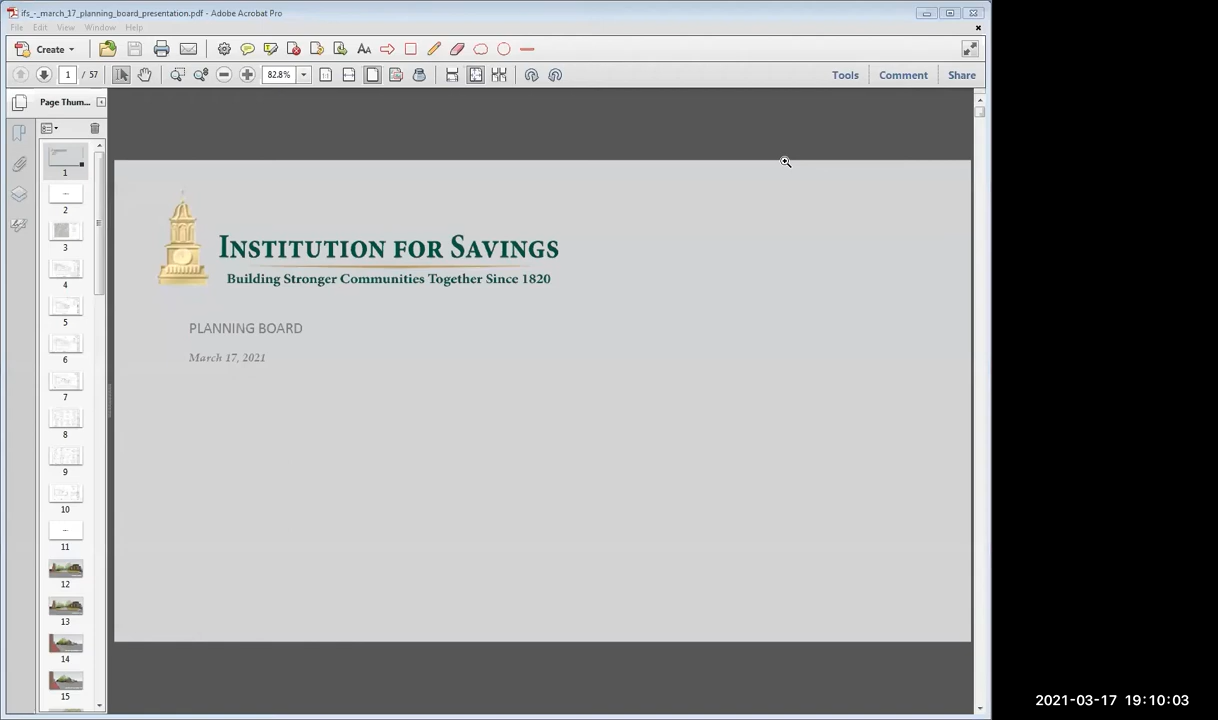 ifs_-_march_17_planning_board_presentation.pdf - Adobe Acrobat Pro
File Edit View Window Help
Create
1 / 57 82.8% Tools Comment Share
Page Thum...
INSTITUTION FOR SAVINGS
Building Stronger Communities Together Since 1820
PLANNING BOARD
March 17, 2021
1
2
3
4
5
6
7
8
9
10
11
12
13
14
15
2021-03-17 19:10:03